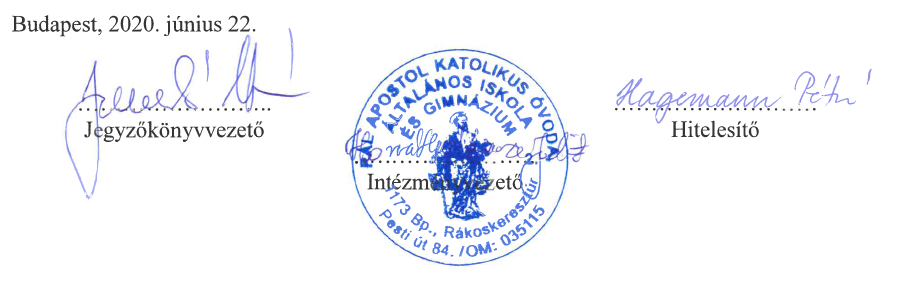 Budapest, 2020. június 22.
PÁL APOSTOL KATOLIKUS ÓVODA
ÁLTALÁNOS ISKOLA
ÉS GIMNÁZIUM
Hagemann Pétr
Jegyzőkönyvvezető
Hitelesítő
Intézményvezető
1173 Bp., Rákoskeresztúr
Pesti út 84. /OM: 035115